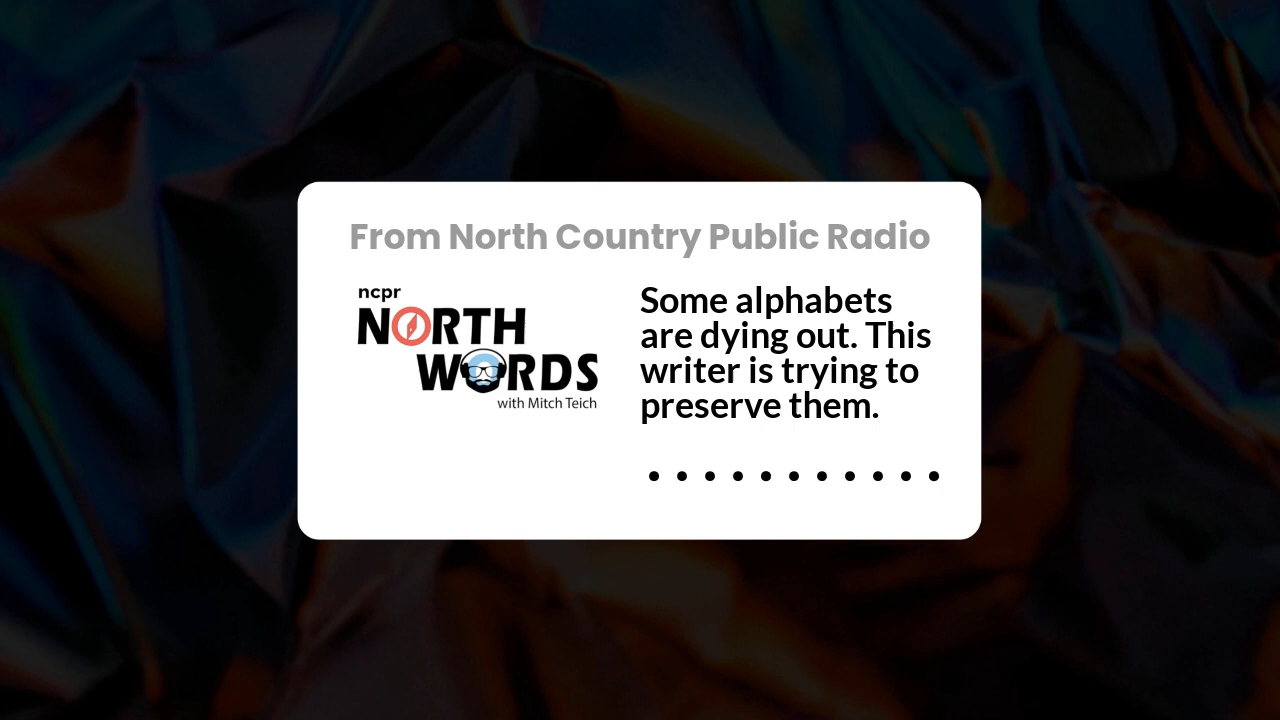 From North Country Public Radio
ncpr
NORTH
WORDS
with Mitch Teich
Some alphabets
are dying out. This
writer is trying to
preserve them.